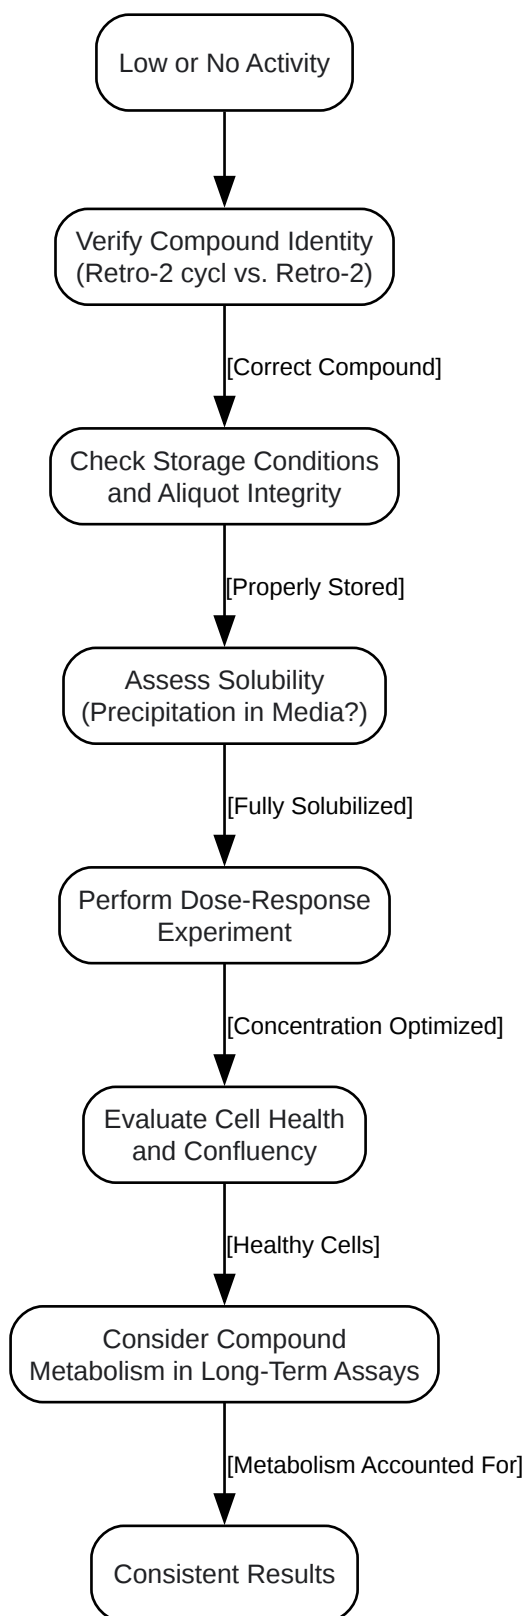 Low or No Activity
Verify Compound Identity
(Retro-2 cycl vs. Retro-2)
[Correct Compound]
Check Storage Conditions
and Aliquot Integrity
[Properly Stored]
Assess Solubility
(Precipitation in Media?)
[Fully Solubilized]
Perform Dose-Response
Experiment
[Concentration Optimized]
Evaluate Cell Health
and Confluency
[Healthy Cells]
Consider Compound
Metabolism in Long-Term Assays
[Metabolism Accounted For]
Consistent Results